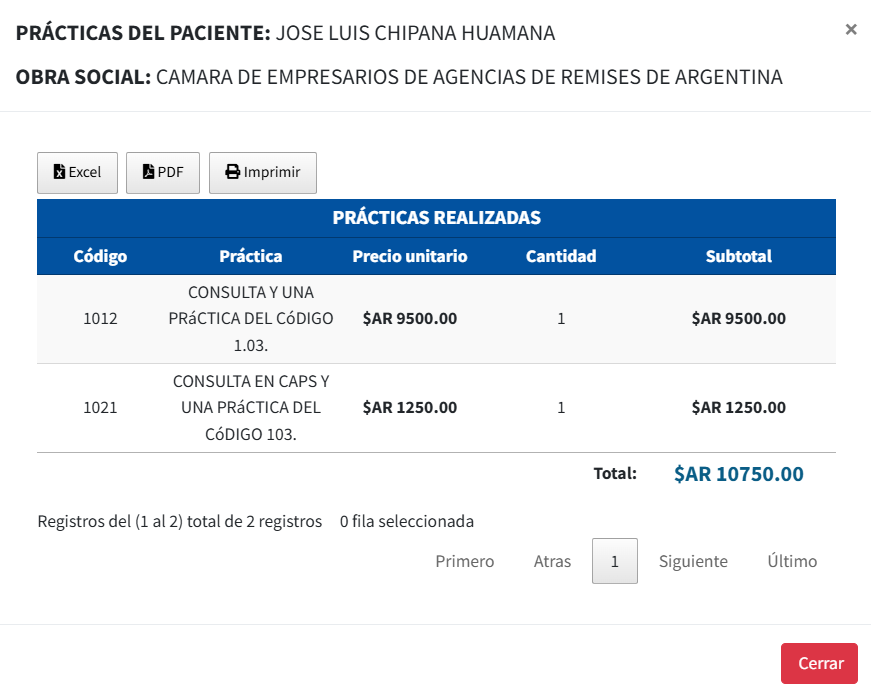 PRÁCTICAS DEL PACIENTE: JOSE LUIS CHIPANA HUAMANA
×
OBRA SOCIAL: CAMARA DE EMPRESARIOS DE AGENCIAS DE REMISES DE ARGENTINA
Excel PDF Imprimir
PRÁCTICAS REALIZADAS
Código Práctica Precio unitario Cantidad Subtotal
CONSULTA Y UNA
1012 PRáCTICA DEL CóDIGO $AR 9500.00 1 $AR 9500.00
1.03.
CONSULTA EN CAPS Y
1021 UNA PRáCTICA DEL $AR 1250.00 1 $AR 1250.00
CóDIGO 103.
Total: $AR 10750.00
Registros del (1 al 2) total de 2 registros 0 fila seleccionada
Primero Atras 1 Siguiente Último
Cerrar